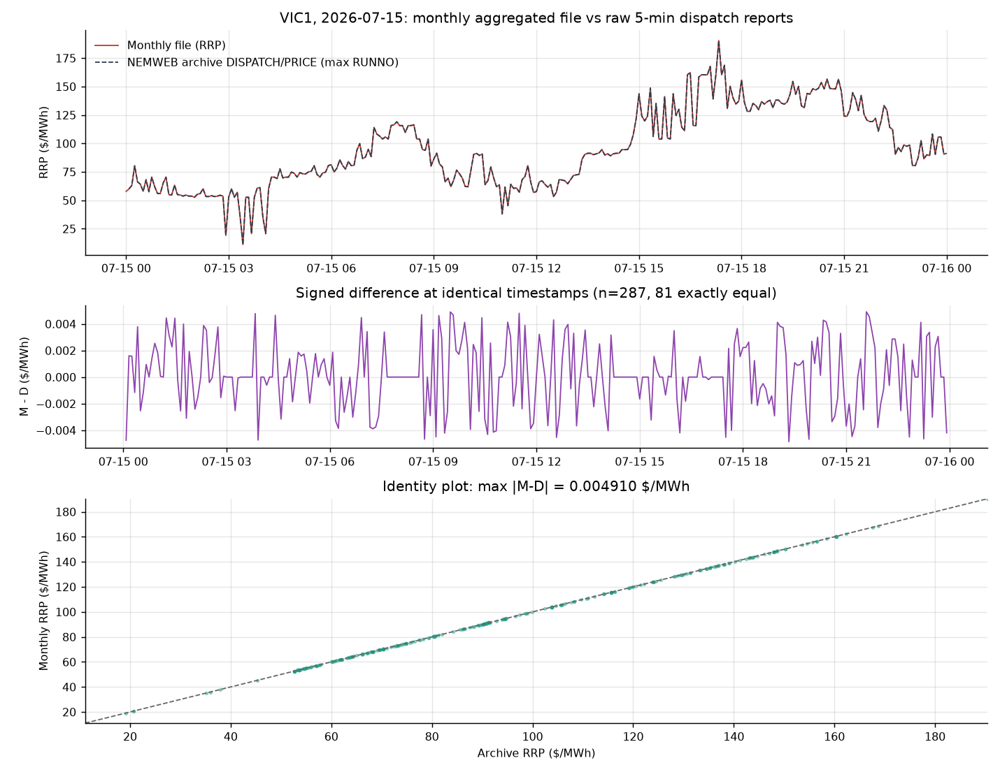 VIC1, 2026-07-15: monthly aggregated file vs raw 5-min dispatch reports
Monthly file (RRP)
NEMWEB archive DISPATCH/PRICE (max RUNNO)
RRP ($/MWh)
175
150
125
100
75
50
25
07-15 00 07-15 03 07-15 06 07-15 09 07-15 12 07-15 15 07-15 18 07-15 21 07-16 00
Signed difference at identical timestamps (n=287, 81 exactly equal)
M - D ($/MWh)
0.004
0.002
0.000
−0.002
−0.004
07-15 00 07-15 03 07-15 06 07-15 09 07-15 12 07-15 15 07-15 18 07-15 21 07-16 00
Identity plot: max |M-D| = 0.004910 $/MWh
Monthly RRP ($/MWh)
180
160
140
120
100
80
60
40
20
20 40 60 80 100 120 140 160 180
Archive RRP ($/MWh)